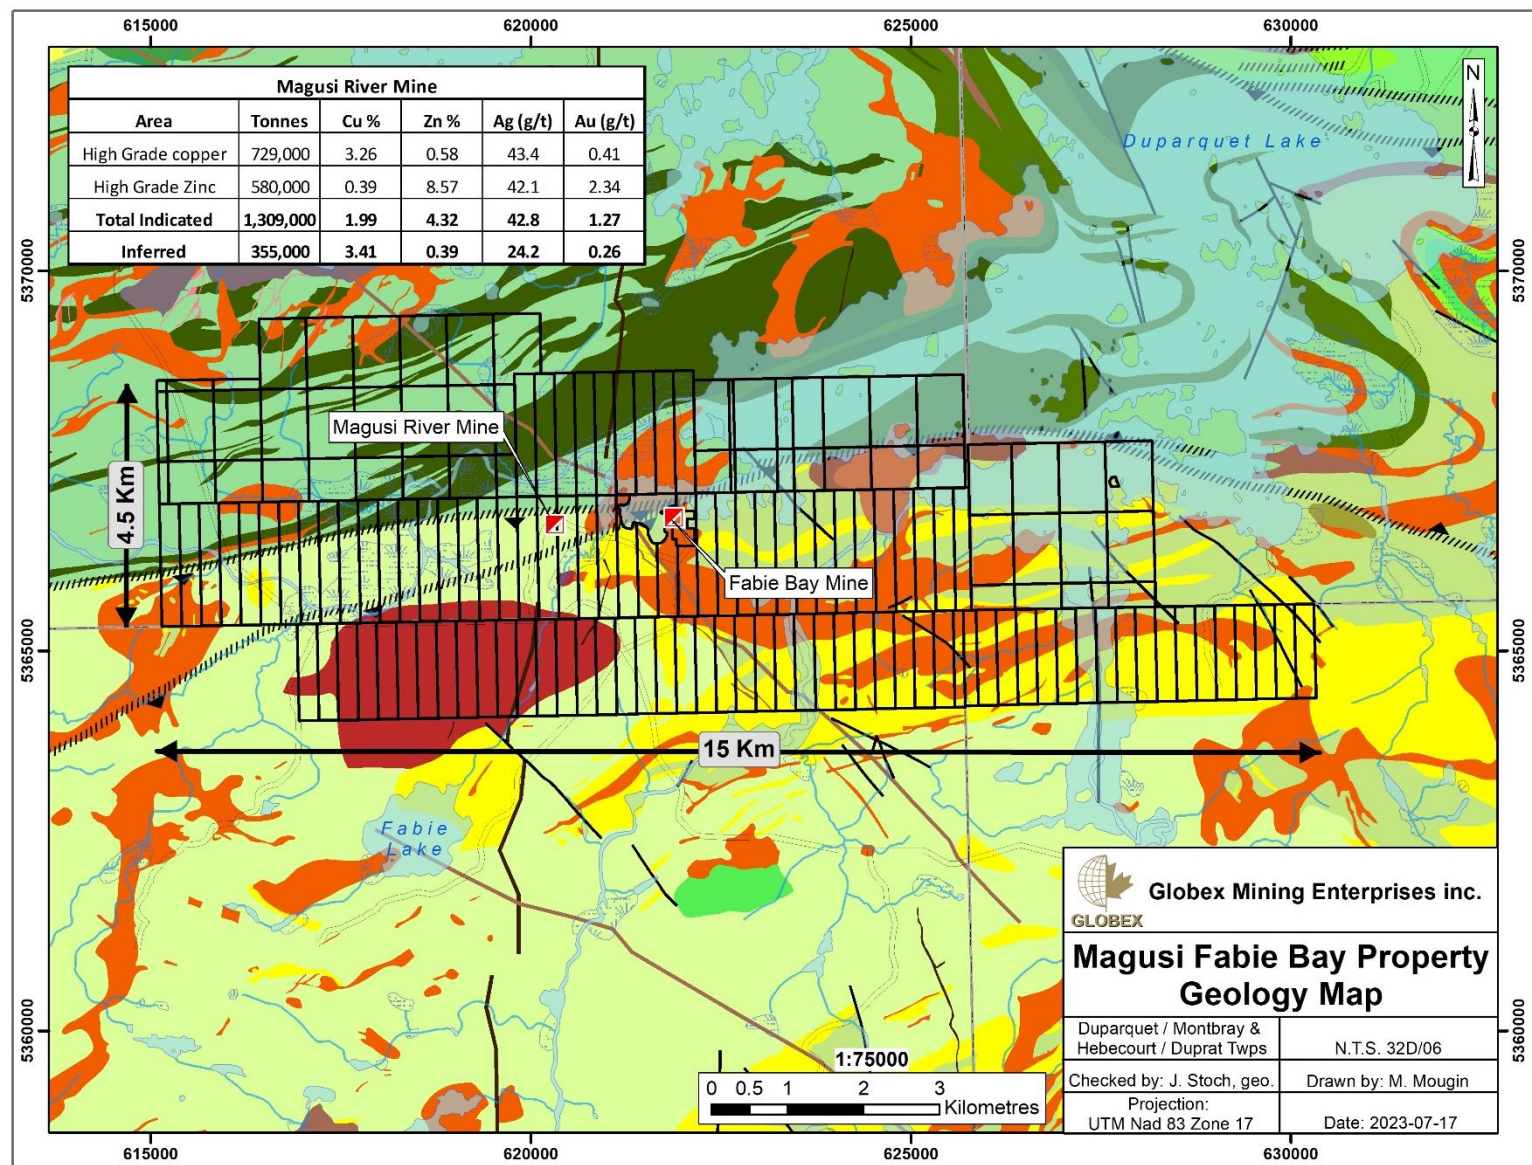 615000 620000 625000 630000
Magusi River Mine
Area Tonnes Cu % Zn % Ag (g/t) Au (g/t)
High Grade copper 729,000 3.26 0.58 43.4 0.41
High Grade Zinc 580,000 0.39 8.57 42.1 2.34
Total Indicated 1,309,000 1.99 4.32 42.8 1.27
Inferred 355,000 3.41 0.39 24.2 0.26
N
Duparquet Lake
5370000 5370000
Magusi River Mine
4.5 Km
Fabie Bay Mine
5365000 5365000
15 Km
Fabie
Lake
GLOBEX
Globex Mining Enterprises inc.
Magusi Fabie Bay Property
Geology Map
Duparquet / Montbray &
Hebecourt / Duprat Twps
N.T.S. 32D/06
Checked by: J. Stoch, geo.
Drawn by: M. Mougin
Projection:
UTM Nad 83 Zone 17
Date: 2023-07-17
5360000 5360000
1:75000
0 0.5 1 2 3
Kilometres
615000 620000 625000 630000